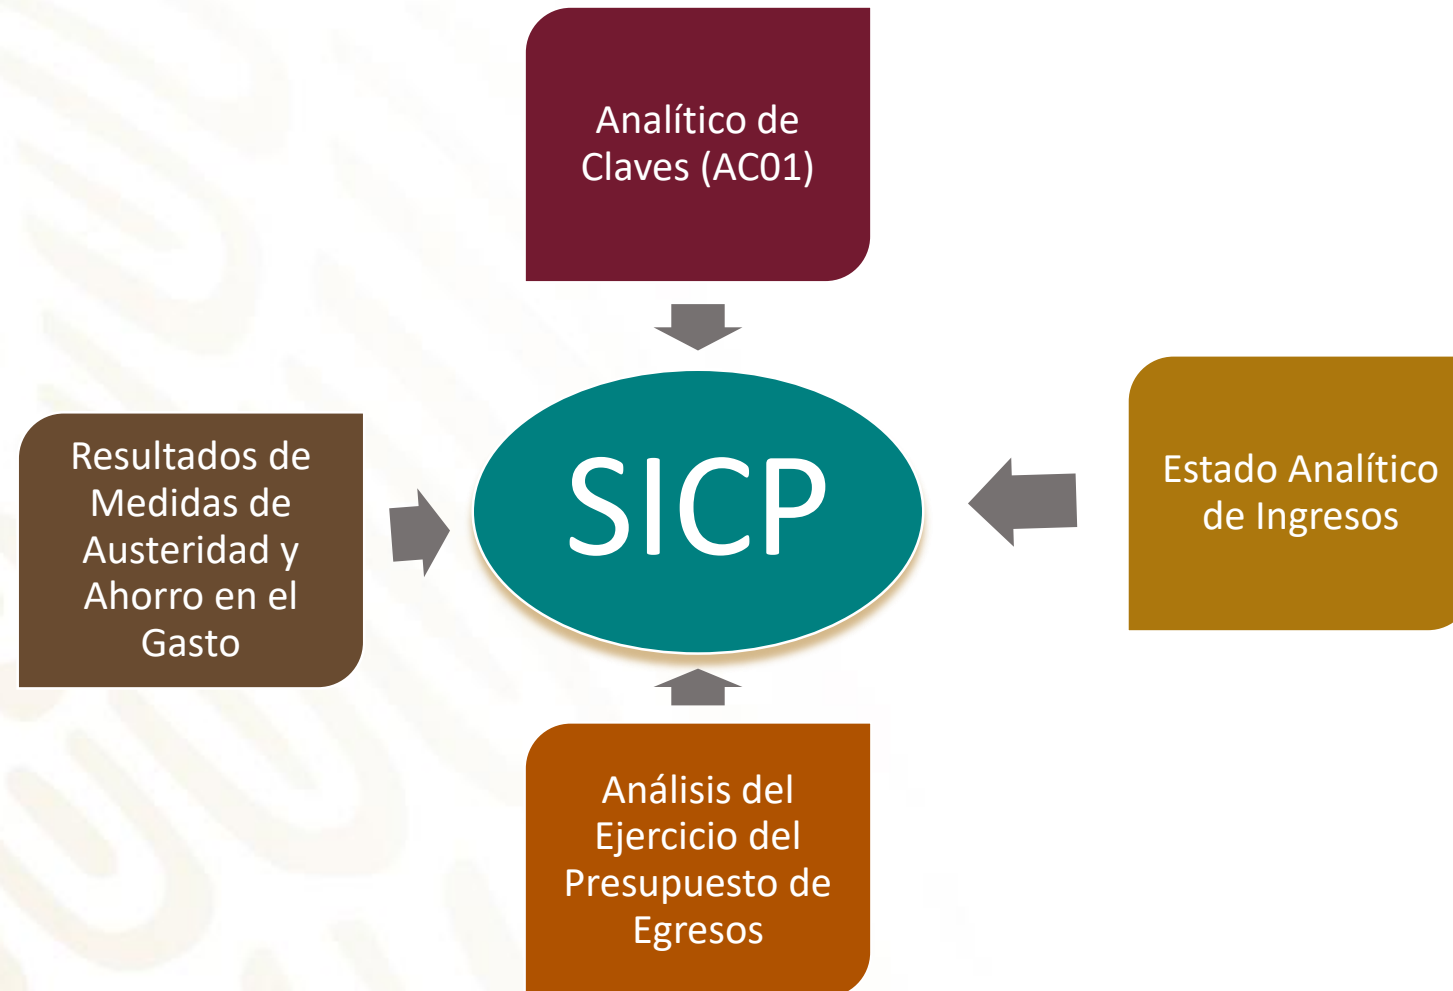 Analítico de
Claves (AC01)
Resultados de
Medidas de
Austeridad y
Ahorro en el
Gasto
SICP
Estado Analítico
de Ingresos
Análisis del
Ejercicio del
Presupuesto de
Egresos